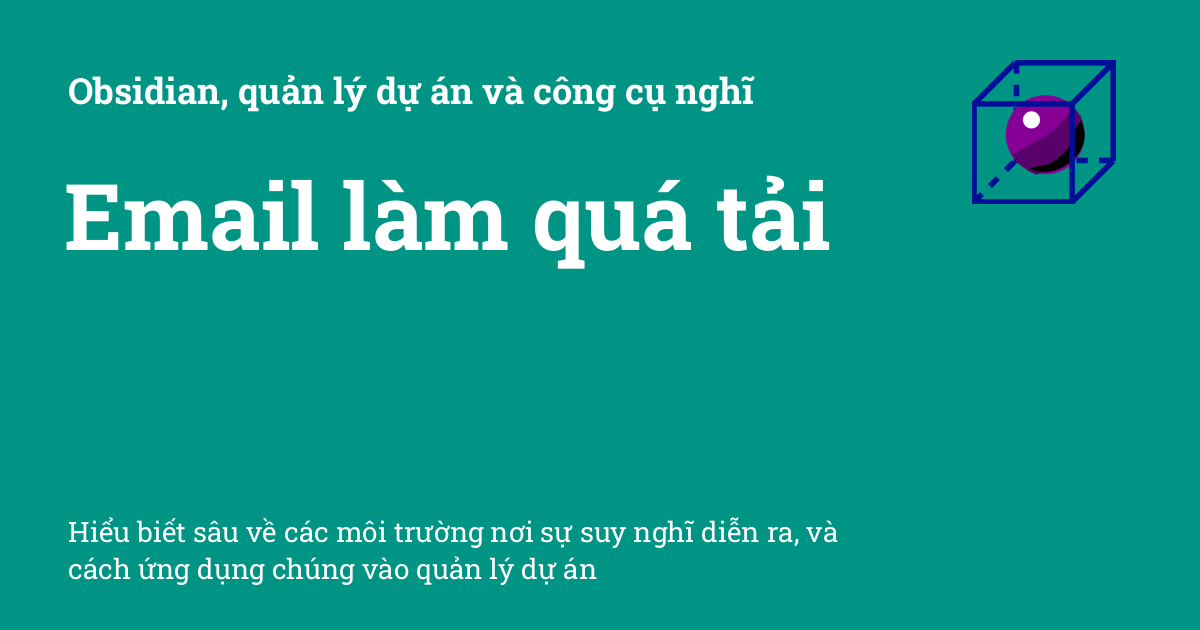 Obsidian, quản lý dự án và công cụ nghĩ
Email làm quá tải
Hiểu biết sâu về các môi trường nơi sự suy nghĩ diễn ra, và
cách ứng dụng chúng vào quản lý dự án